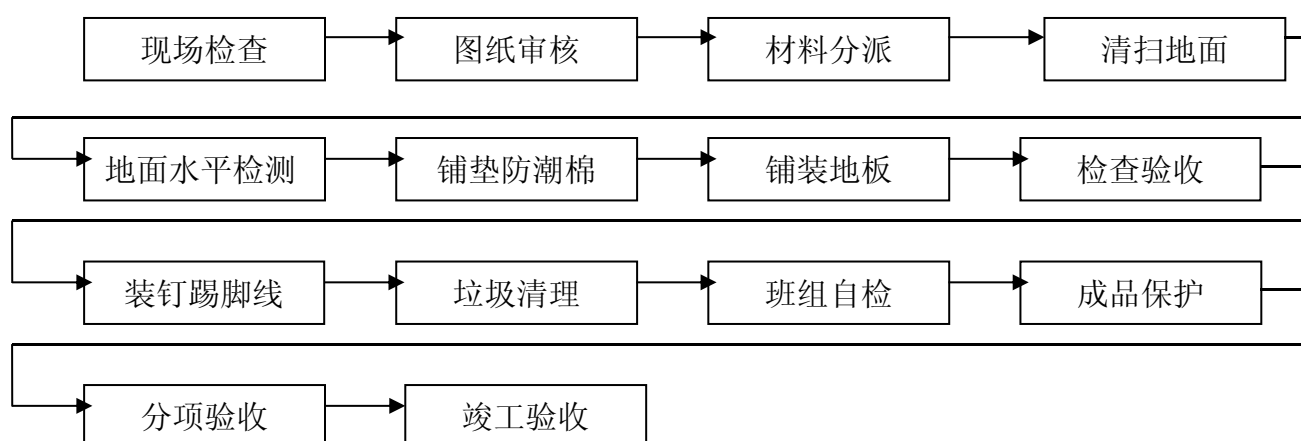 现场检查 图纸审核 材料分派 清扫地面
地面水平检测 铺垫防潮棉 铺装地板 检查验收
装钉踢脚线 垃圾清理 班组自检 成品保护
分项验收 竣工验收